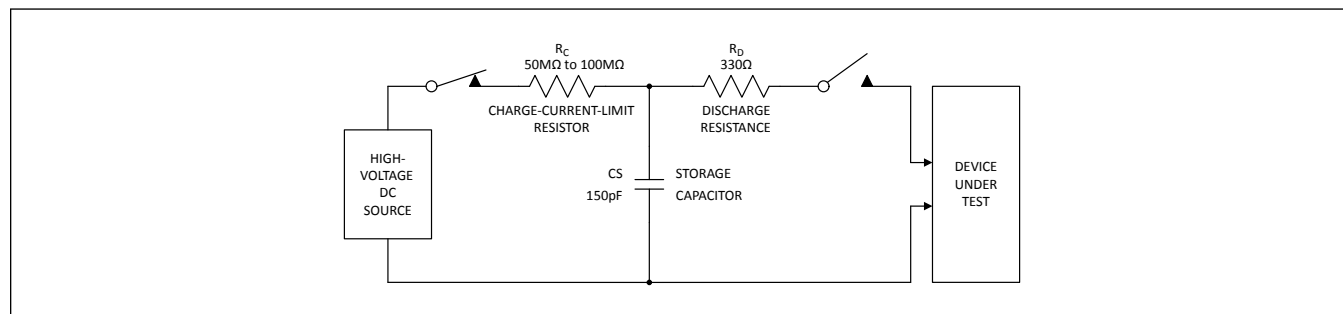 R_C
50MΩ to 100MΩ
CHARGE-CURRENT-LIMIT
RESISTOR
R_D
330Ω
DISCHARGE
RESISTANCE
HIGH-
VOLTAGE
DC
SOURCE
CS
150pF
STORAGE
CAPACITOR
DEVICE
UNDER
TEST